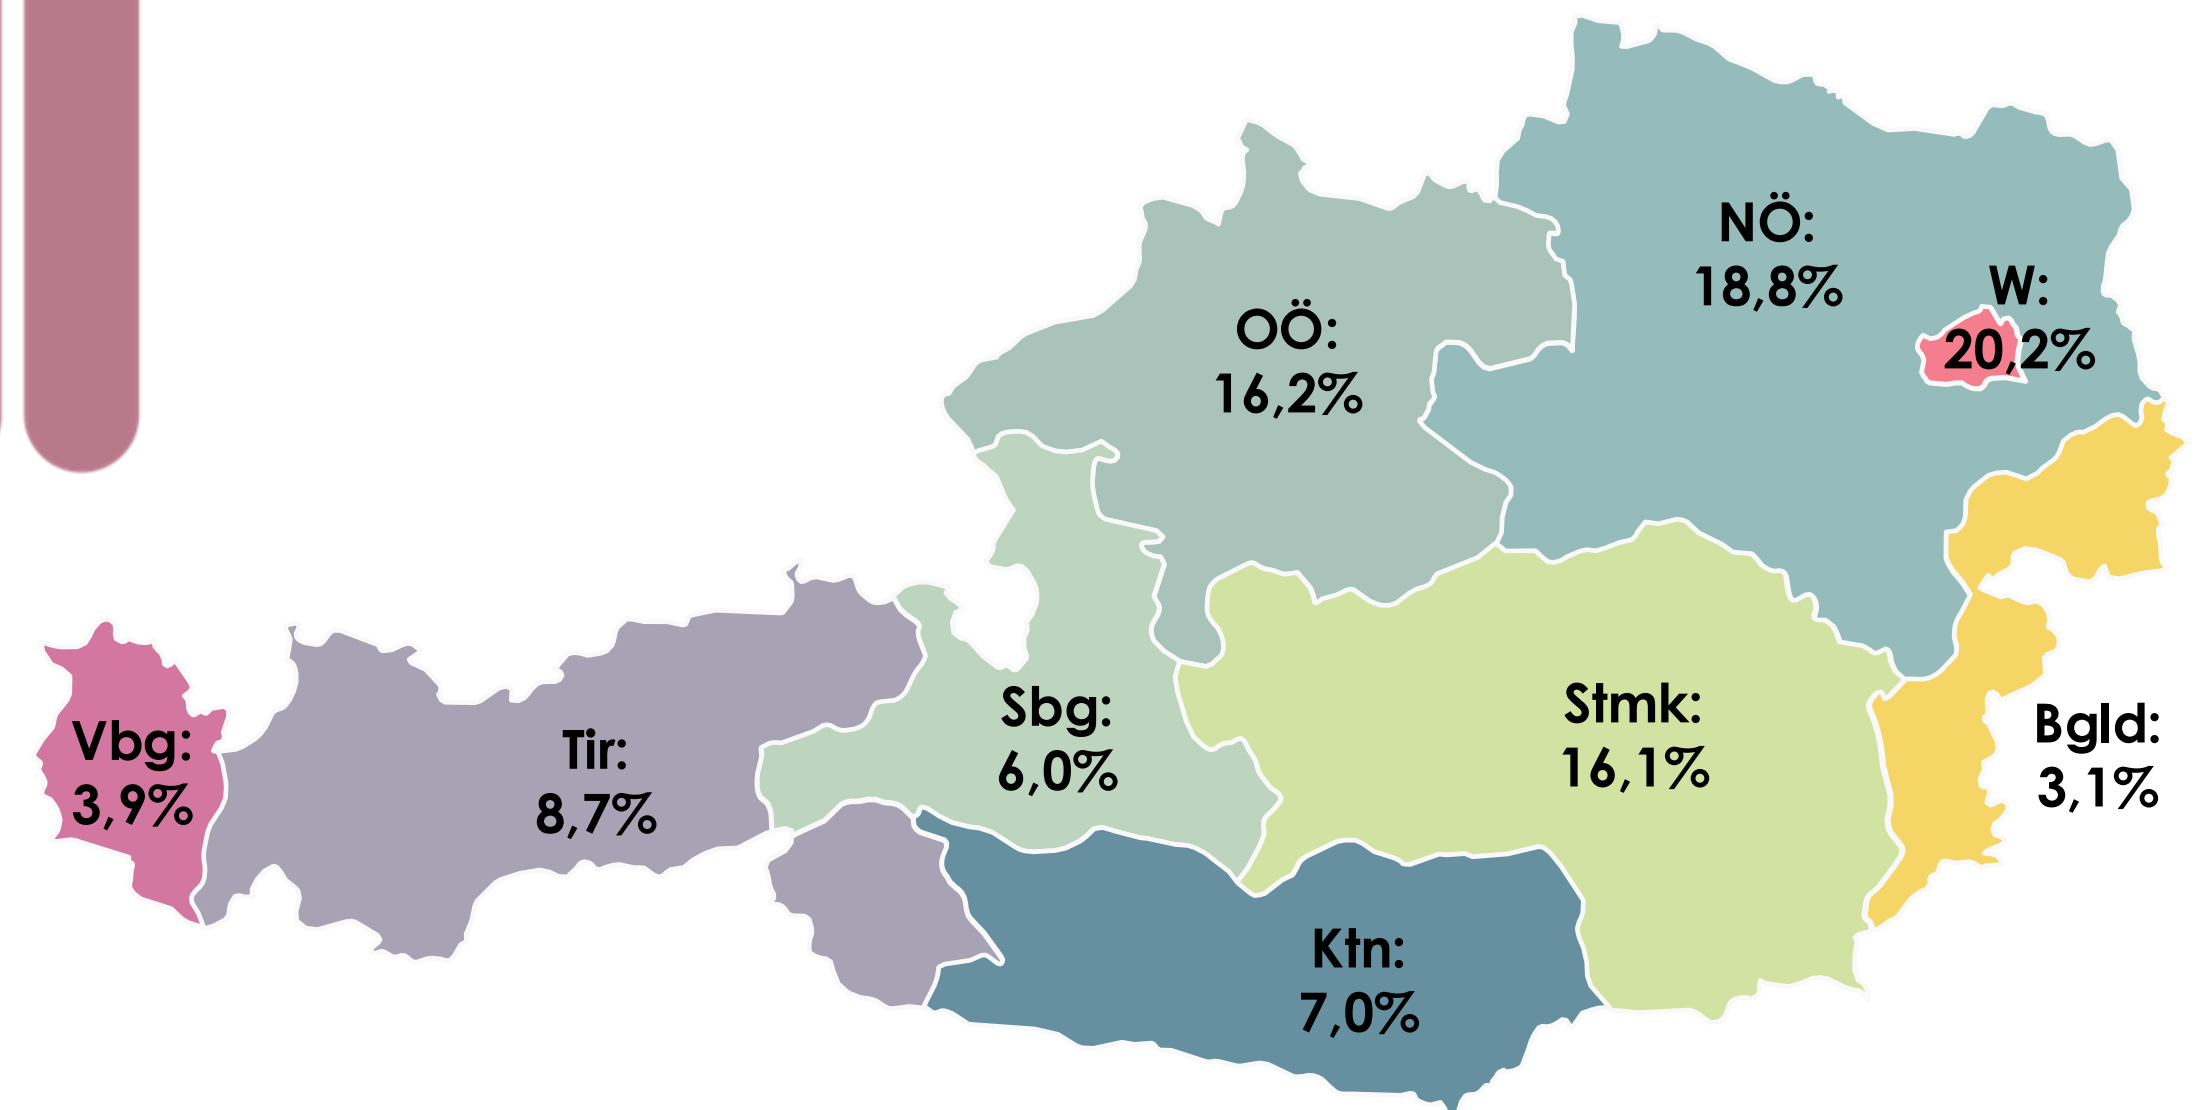 NÖ:
18,8%
W:
20,2%
OÖ:
16,2%
Sbg:
6,0%
Stmk:
16,1%
Bgld:
3,1%
Vbg:
3,9%
Tir:
8,7%
Ktn:
7,0%